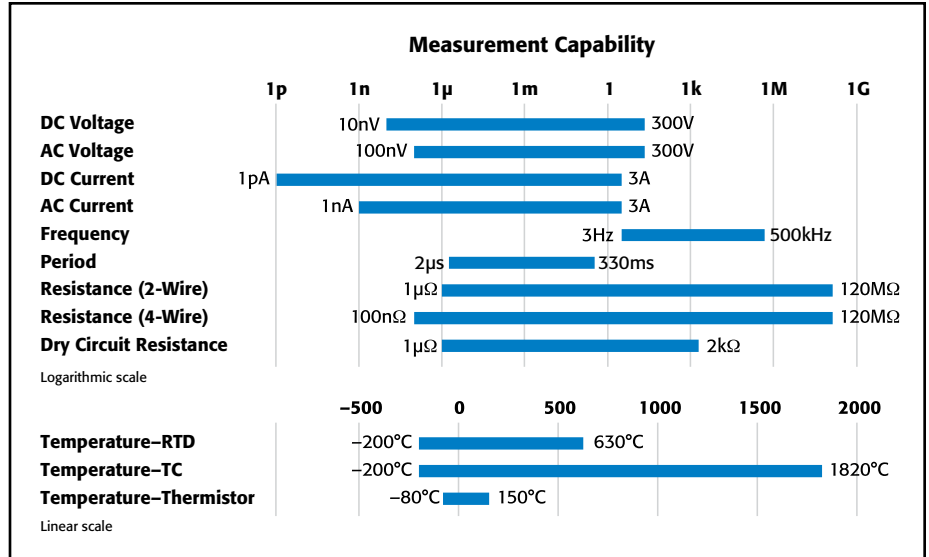 Measurement Capability
1p 1n 1µ 1m 1 1k 1M 1G
DC Voltage 10nV 300V
AC Voltage 100nV 300V
DC Current 1pA 3A
AC Current 1nA 3A
Frequency 3Hz 500kHz
Period 2µs 330ms
Resistance (2-Wire) 1µΩ 120MΩ
Resistance (4-Wire) 100nΩ 120MΩ
Dry Circuit Resistance 1µΩ 2kΩ
Logarithmic scale
–500 0 500 1000 1500 2000
Temperature–RTD –200°C 630°C
Temperature–TC –200°C 1820°C
Temperature–Thermistor –80°C 150°C
Linear scale